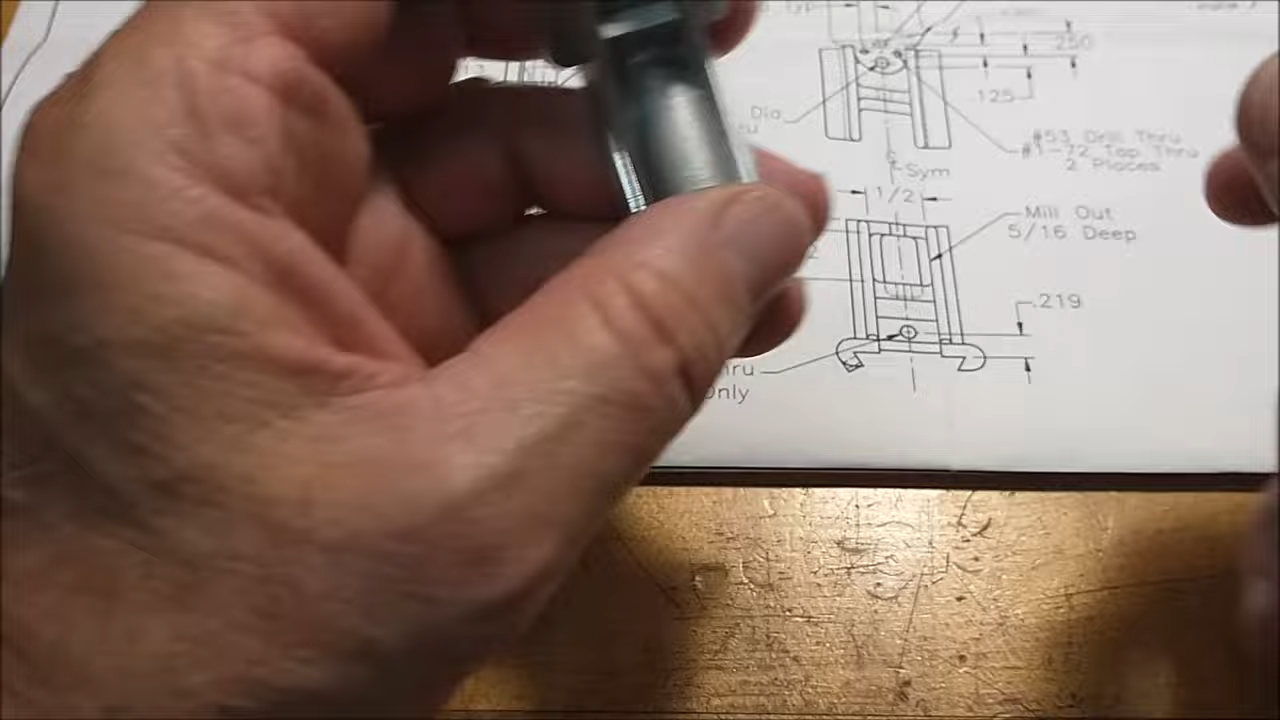 Typ
.250
.125
Dia
#53 Drill Thru
#1-72 Tap Thru
2 Places
Sym
1/2
Mill Out
5/16 Deep
.219
Only